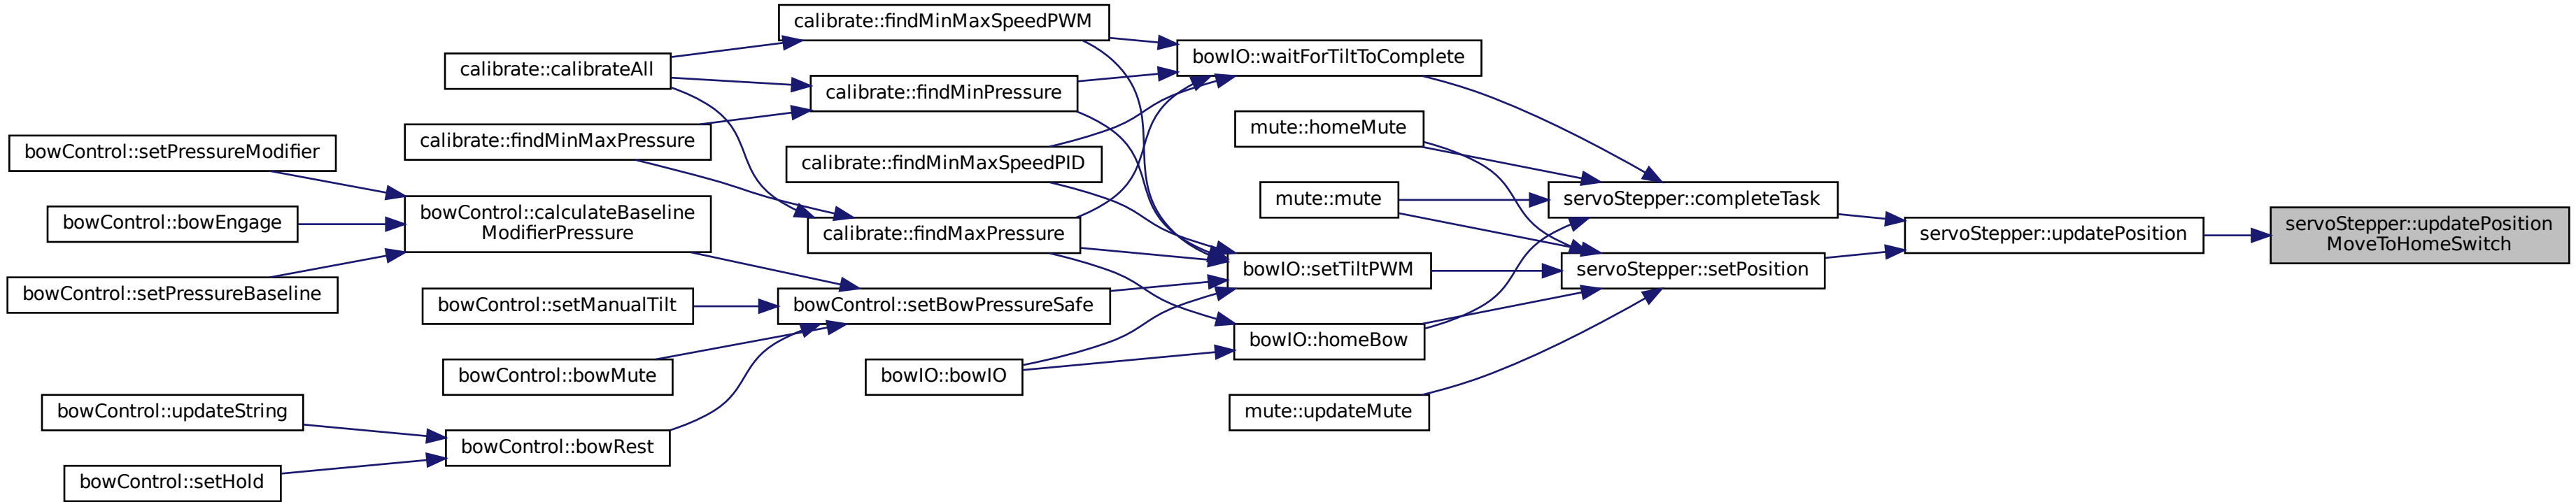 calibrate::findMinMaxSpeedPWM
bowIO::waitForTiltToComplete
calibrate::calibrateAll
calibrate::findMinPressure
mute::homeMute
calibrate::findMinMaxPressure
bowControl::setPressureModifier
calibrate::findMinMaxSpeedPID
mute::mute
servoStepper::completeTask
bowControl::calculateBaseline
ModifierPressure
bowControl::bowEngage
calibrate::findMaxPressure
servoStepper::updatePosition
servoStepper::updatePosition
MoveToHomeSwitch
bowIO::setTiltPWM
servoStepper::setPosition
bowControl::setPressureBaseline
bowControl::setManualTilt
bowControl::setBowPressureSafe
bowIO::homeBow
bowControl::bowMute
bowIO::bowIO
bowControl::updateString
mute::updateMute
bowControl::bowRest
bowControl::setHold